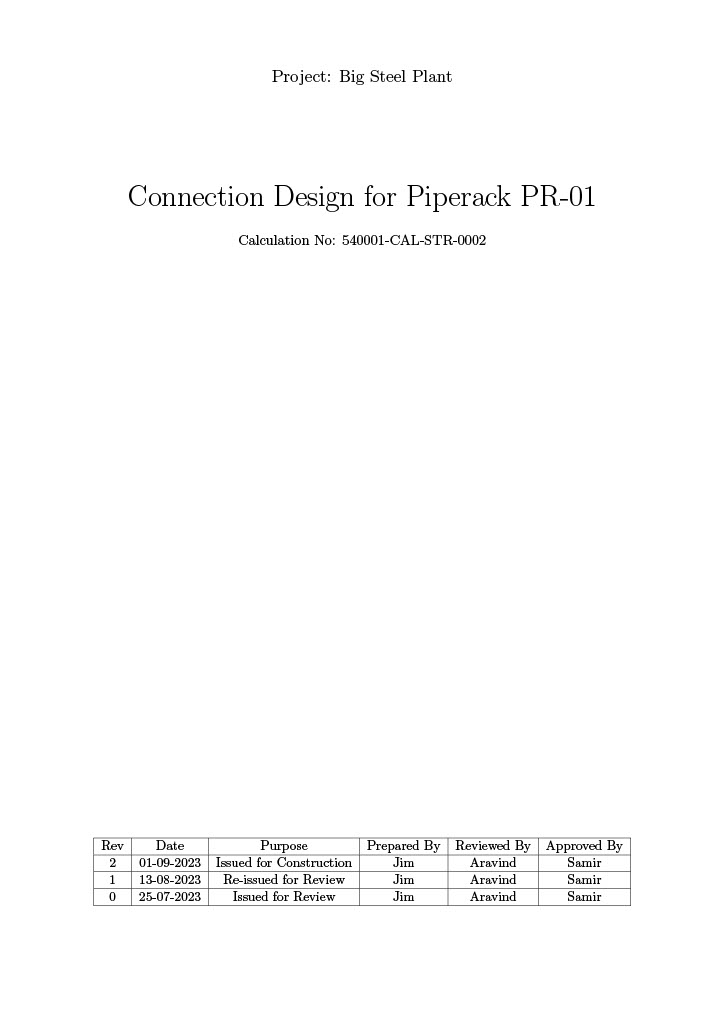 Project: Big Steel Plant
Connection Design for Piperack PR-01
Calculation No: 540001-CAL-STR-0002
Rev Date Purpose Prepared By Reviewed By Approved By
2 01-09-2023 Issued for Construction Jim Aravind Samir
1 13-08-2023 Re-issued for Review Jim Aravind Samir
0 25-07-2023 Issued for Review Jim Aravind Samir